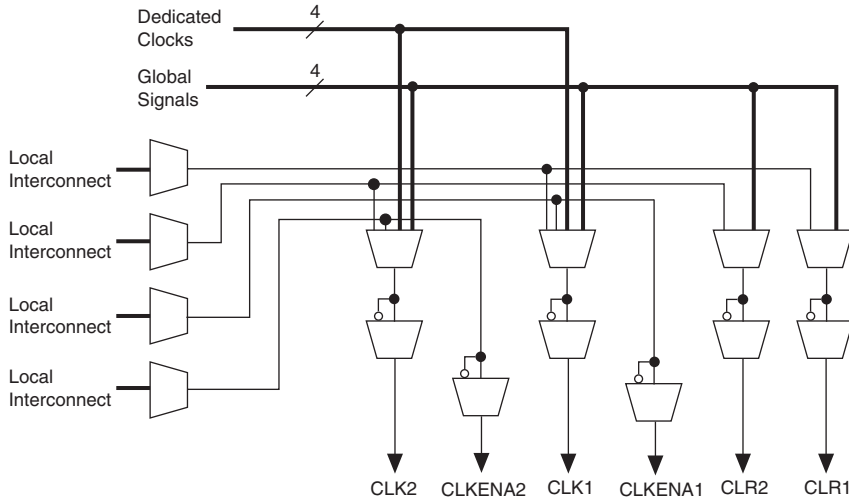 Dedicated
Clocks
4
Global
Signals
4
Local
Interconnect
Local
Interconnect
Local
Interconnect
Local
Interconnect
CLK2
CLKENA2
CLK1
CLKENA1
CLR2
CLR1